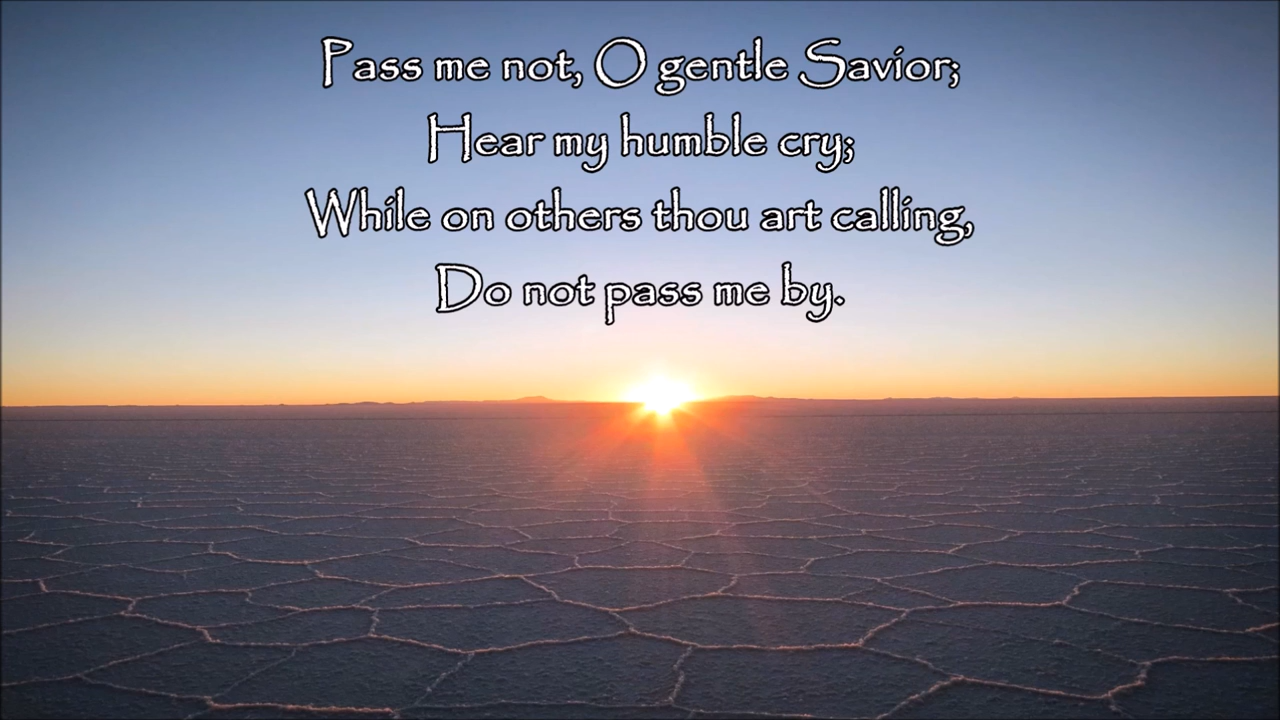 Pass me not, O gentle Savior;
Hear my humble cry;
While on others thou art calling,
Do not pass me by.